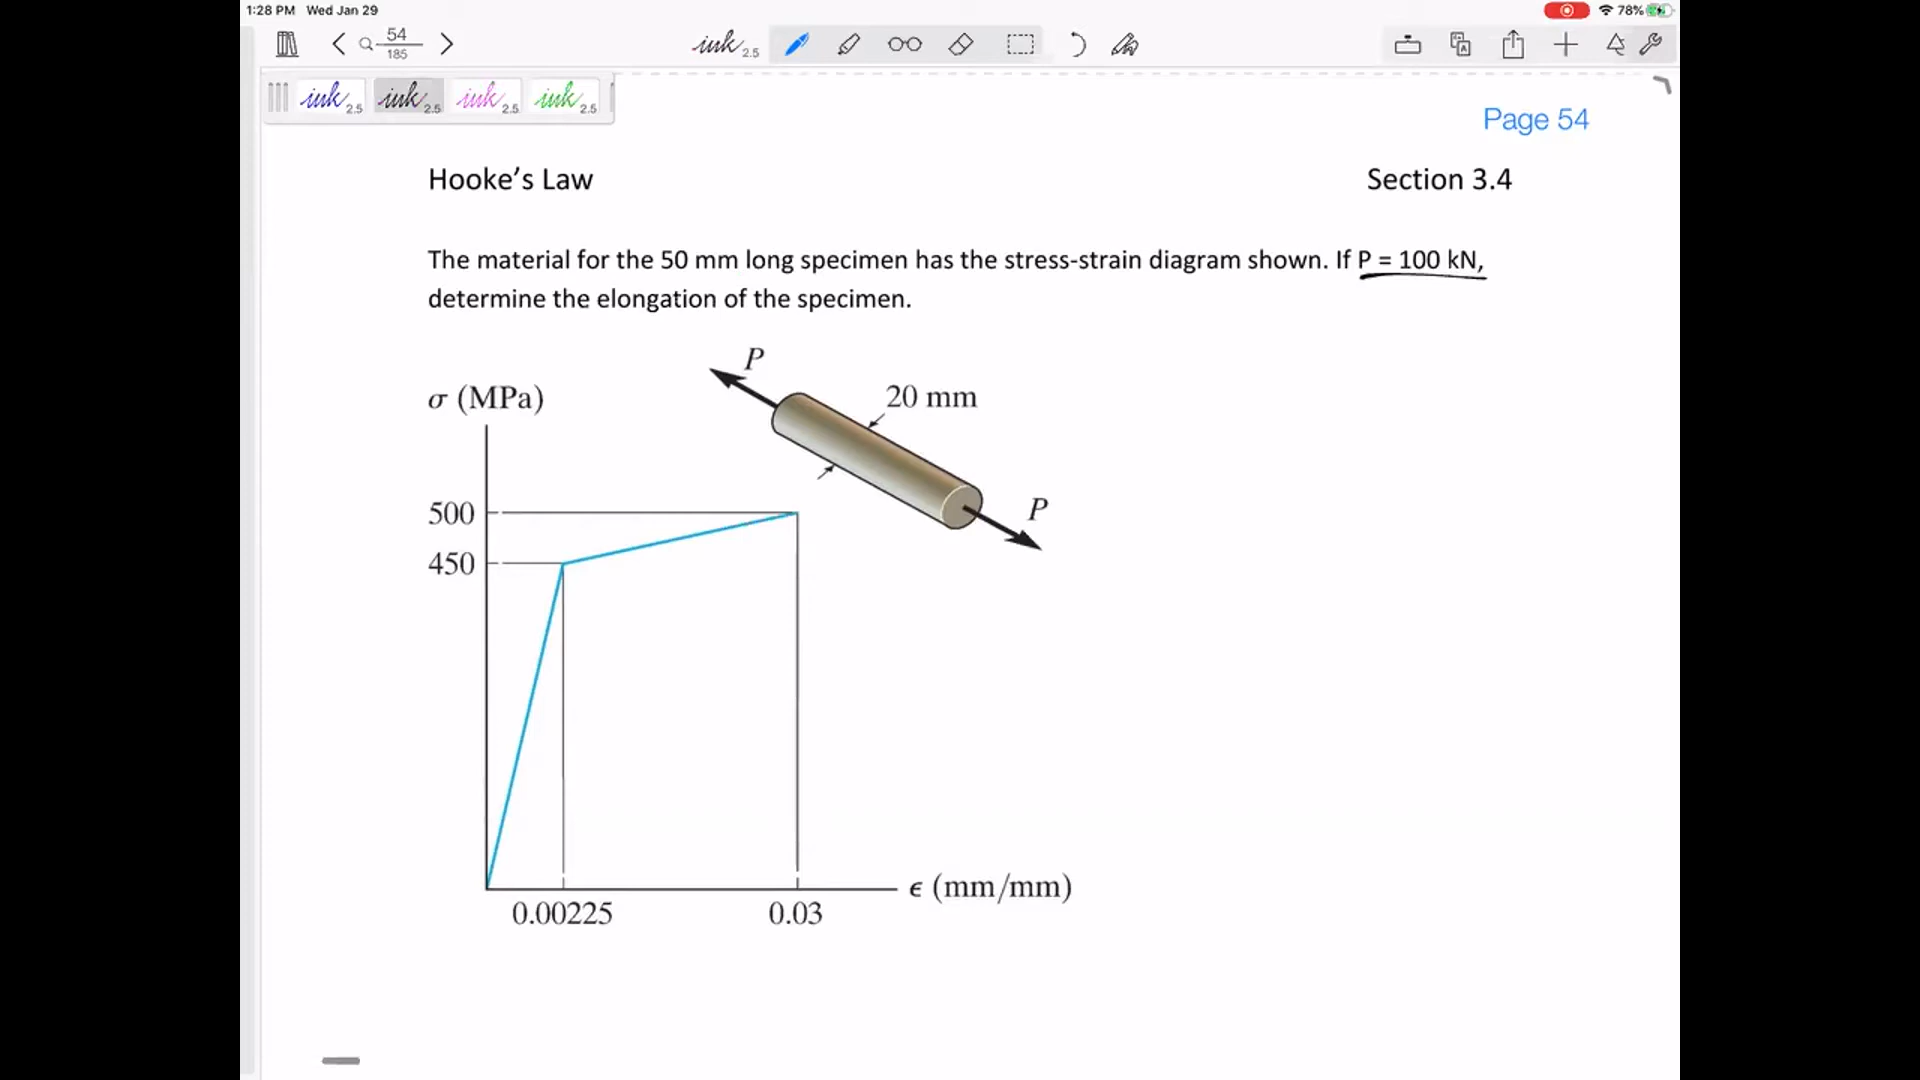 1:28 PM Wed Jan 29
78%
54
185
ink 2.5
ink 2.5 ink 2.5 ink 2.5 ink 2.5
Page 54
Hooke’s Law Section 3.4
The material for the 50 mm long specimen has the stress-strain diagram shown. If P = 100 kN,
determine the elongation of the specimen.
P
20 mm
σ (MPa)
P
500
450
ϵ (mm/mm)
0.00225 0.03